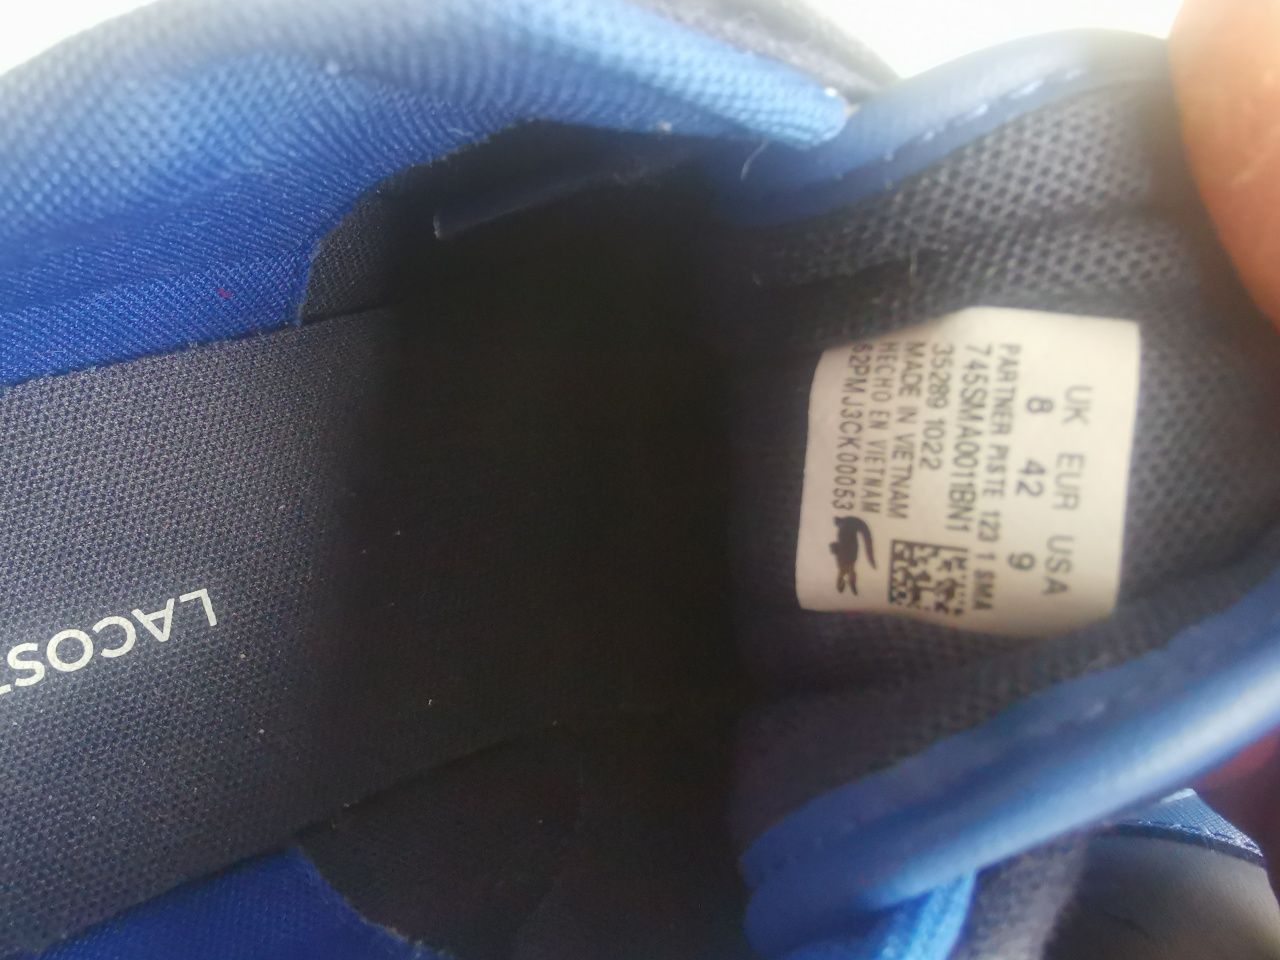 UK EUR USA
8 42 9
PARTNER PISTE 123 1 SMA
745SMA0011BN1
35289 1022
MADE IN VIETNAM
HECHO EN VIETNAM
S2PMJ3CK00053
LACOS